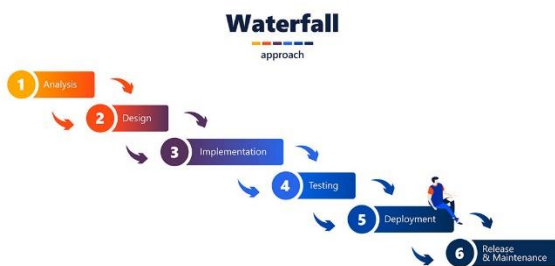 Waterfall
approach
1 Analysis
2 Design
3 Implementation
4 Testing
5 Deployment
6 Release
& Maintenance